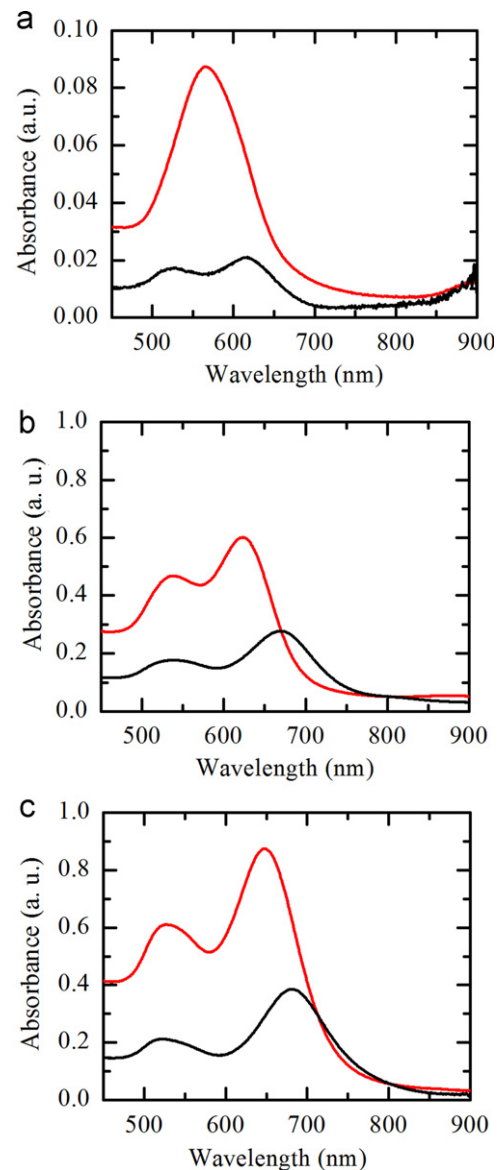 a
0.10
0.08
0.06
0.04
0.02
0.00
Absorbance (a.u.)
500 600 700 800 900
Wavelength (nm)
b
1.0
0.8
0.6
0.4
0.2
0.0
Absorbance (a. u.)
500 600 700 800 900
Wavelength (nm)
c
1.0
0.8
0.6
0.4
0.2
0.0
Absorbance (a. u.)
500 600 700 800 900
Wavelength (nm)